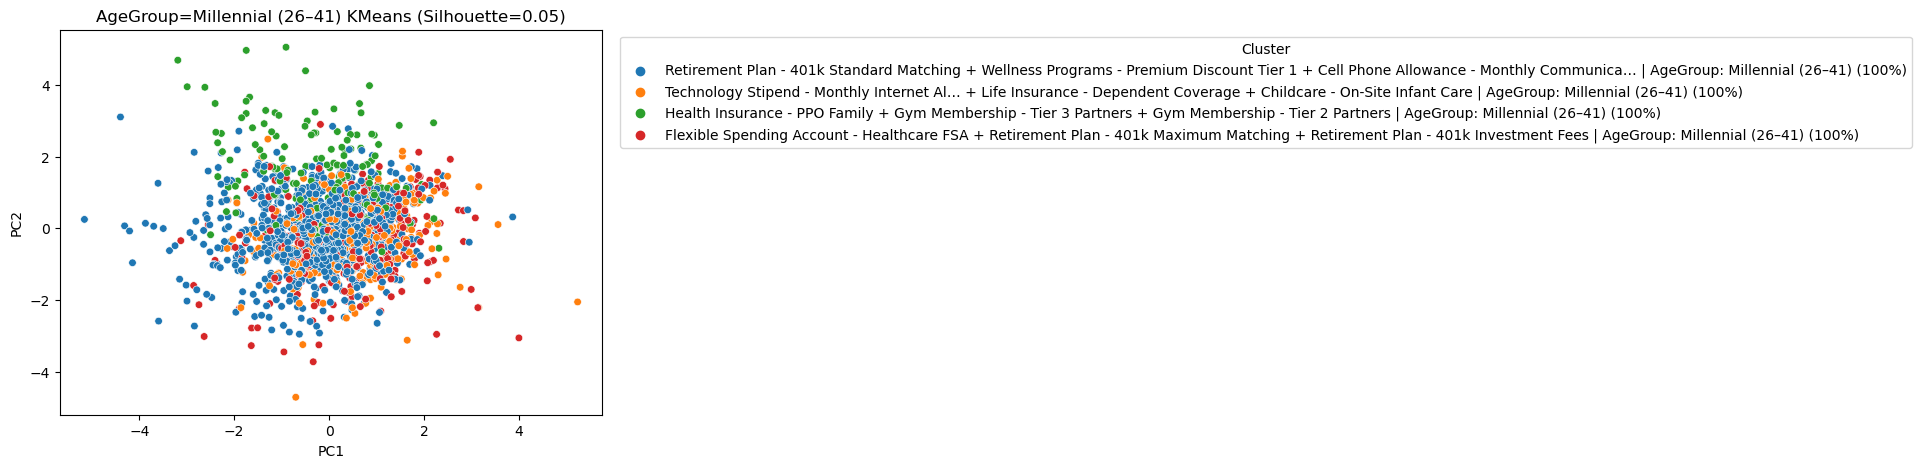 AgeGroup=Millennial (26–41) KMeans (Silhouette=0.05)
Cluster
Retirement Plan - 401k Standard Matching + Wellness Programs - Premium Discount Tier 1 + Cell Phone Allowance - Monthly Communica... | AgeGroup: Millennial (26–41) (100%)
Technology Stipend - Monthly Internet Al... + Life Insurance - Dependent Coverage + Childcare - On-Site Infant Care | AgeGroup: Millennial (26–41) (100%)
Health Insurance - PPO Family + Gym Membership - Tier 3 Partners + Gym Membership - Tier 2 Partners | AgeGroup: Millennial (26–41) (100%)
Flexible Spending Account - Healthcare FSA + Retirement Plan - 401k Maximum Matching + Retirement Plan - 401k Investment Fees | AgeGroup: Millennial (26–41) (100%)
PC2
4
2
0
−2
−4
−4
−2
0
2
4
PC1